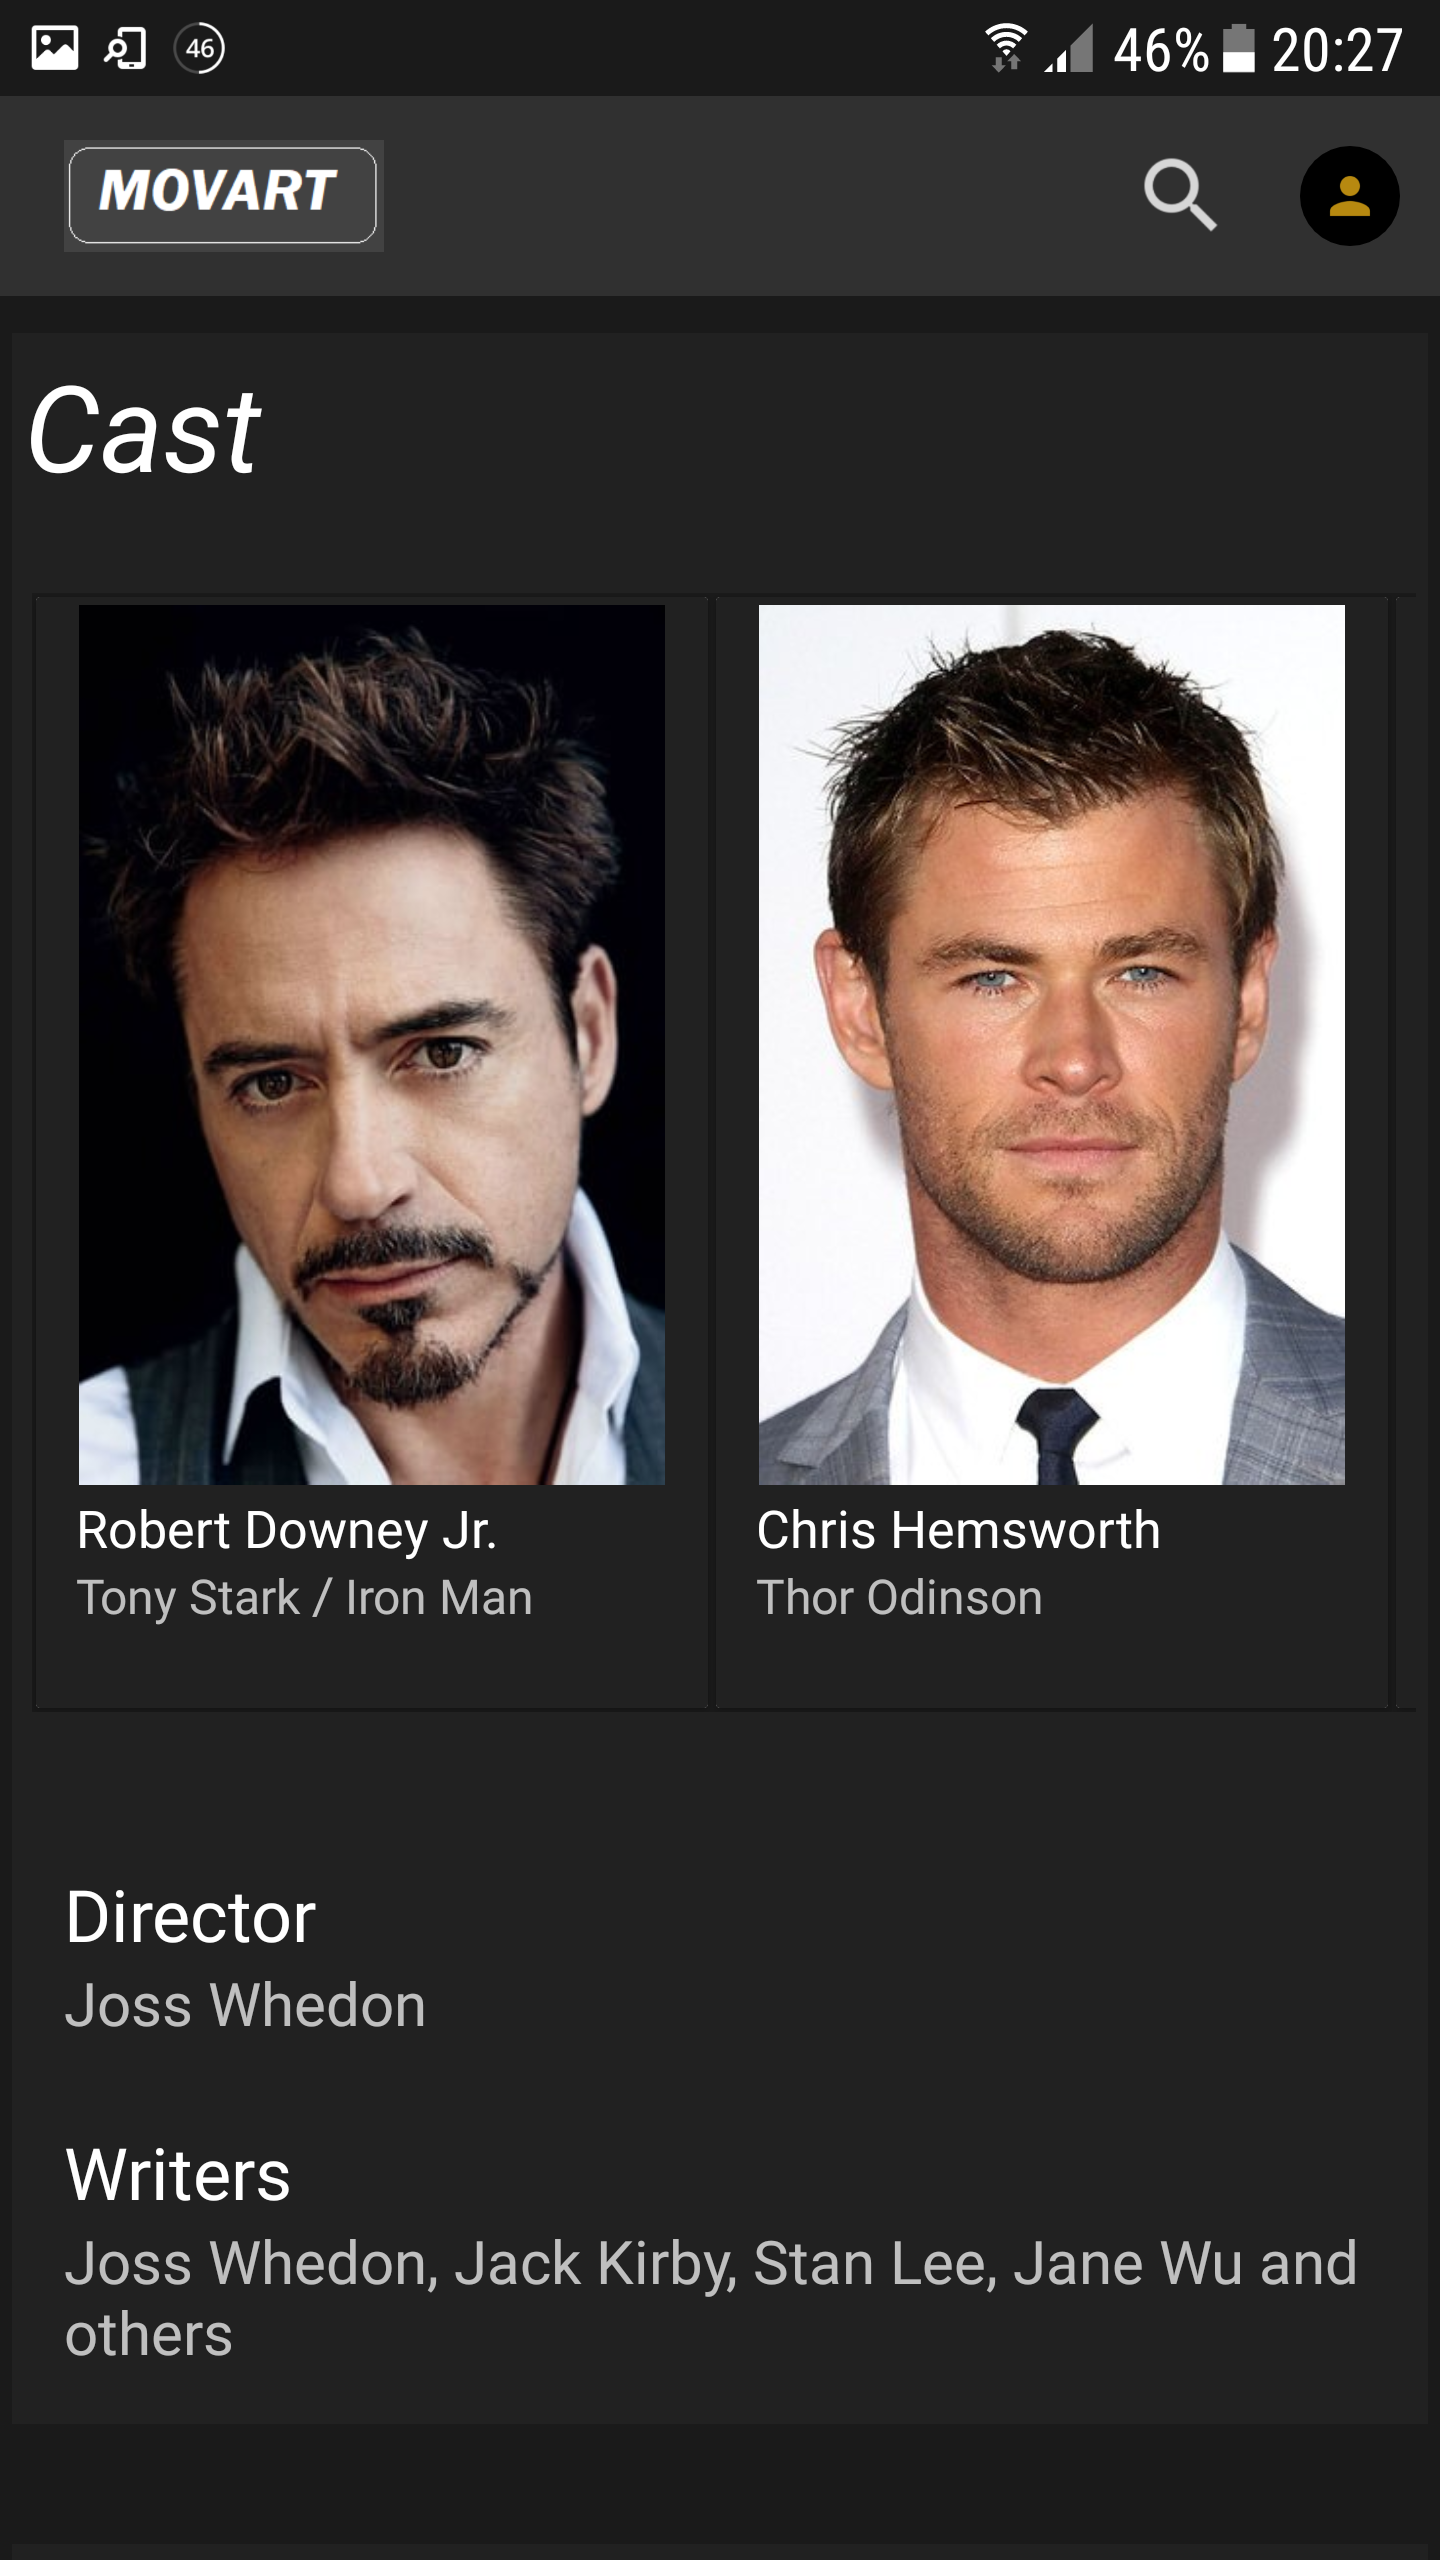 46
46% 20:27
MOVART
Cast
Robert Downey Jr.
Tony Stark / Iron Man
Chris Hemsworth
Thor Odinson
Director
Joss Whedon
Writers
Joss Whedon, Jack Kirby, Stan Lee, Jane Wu and
others